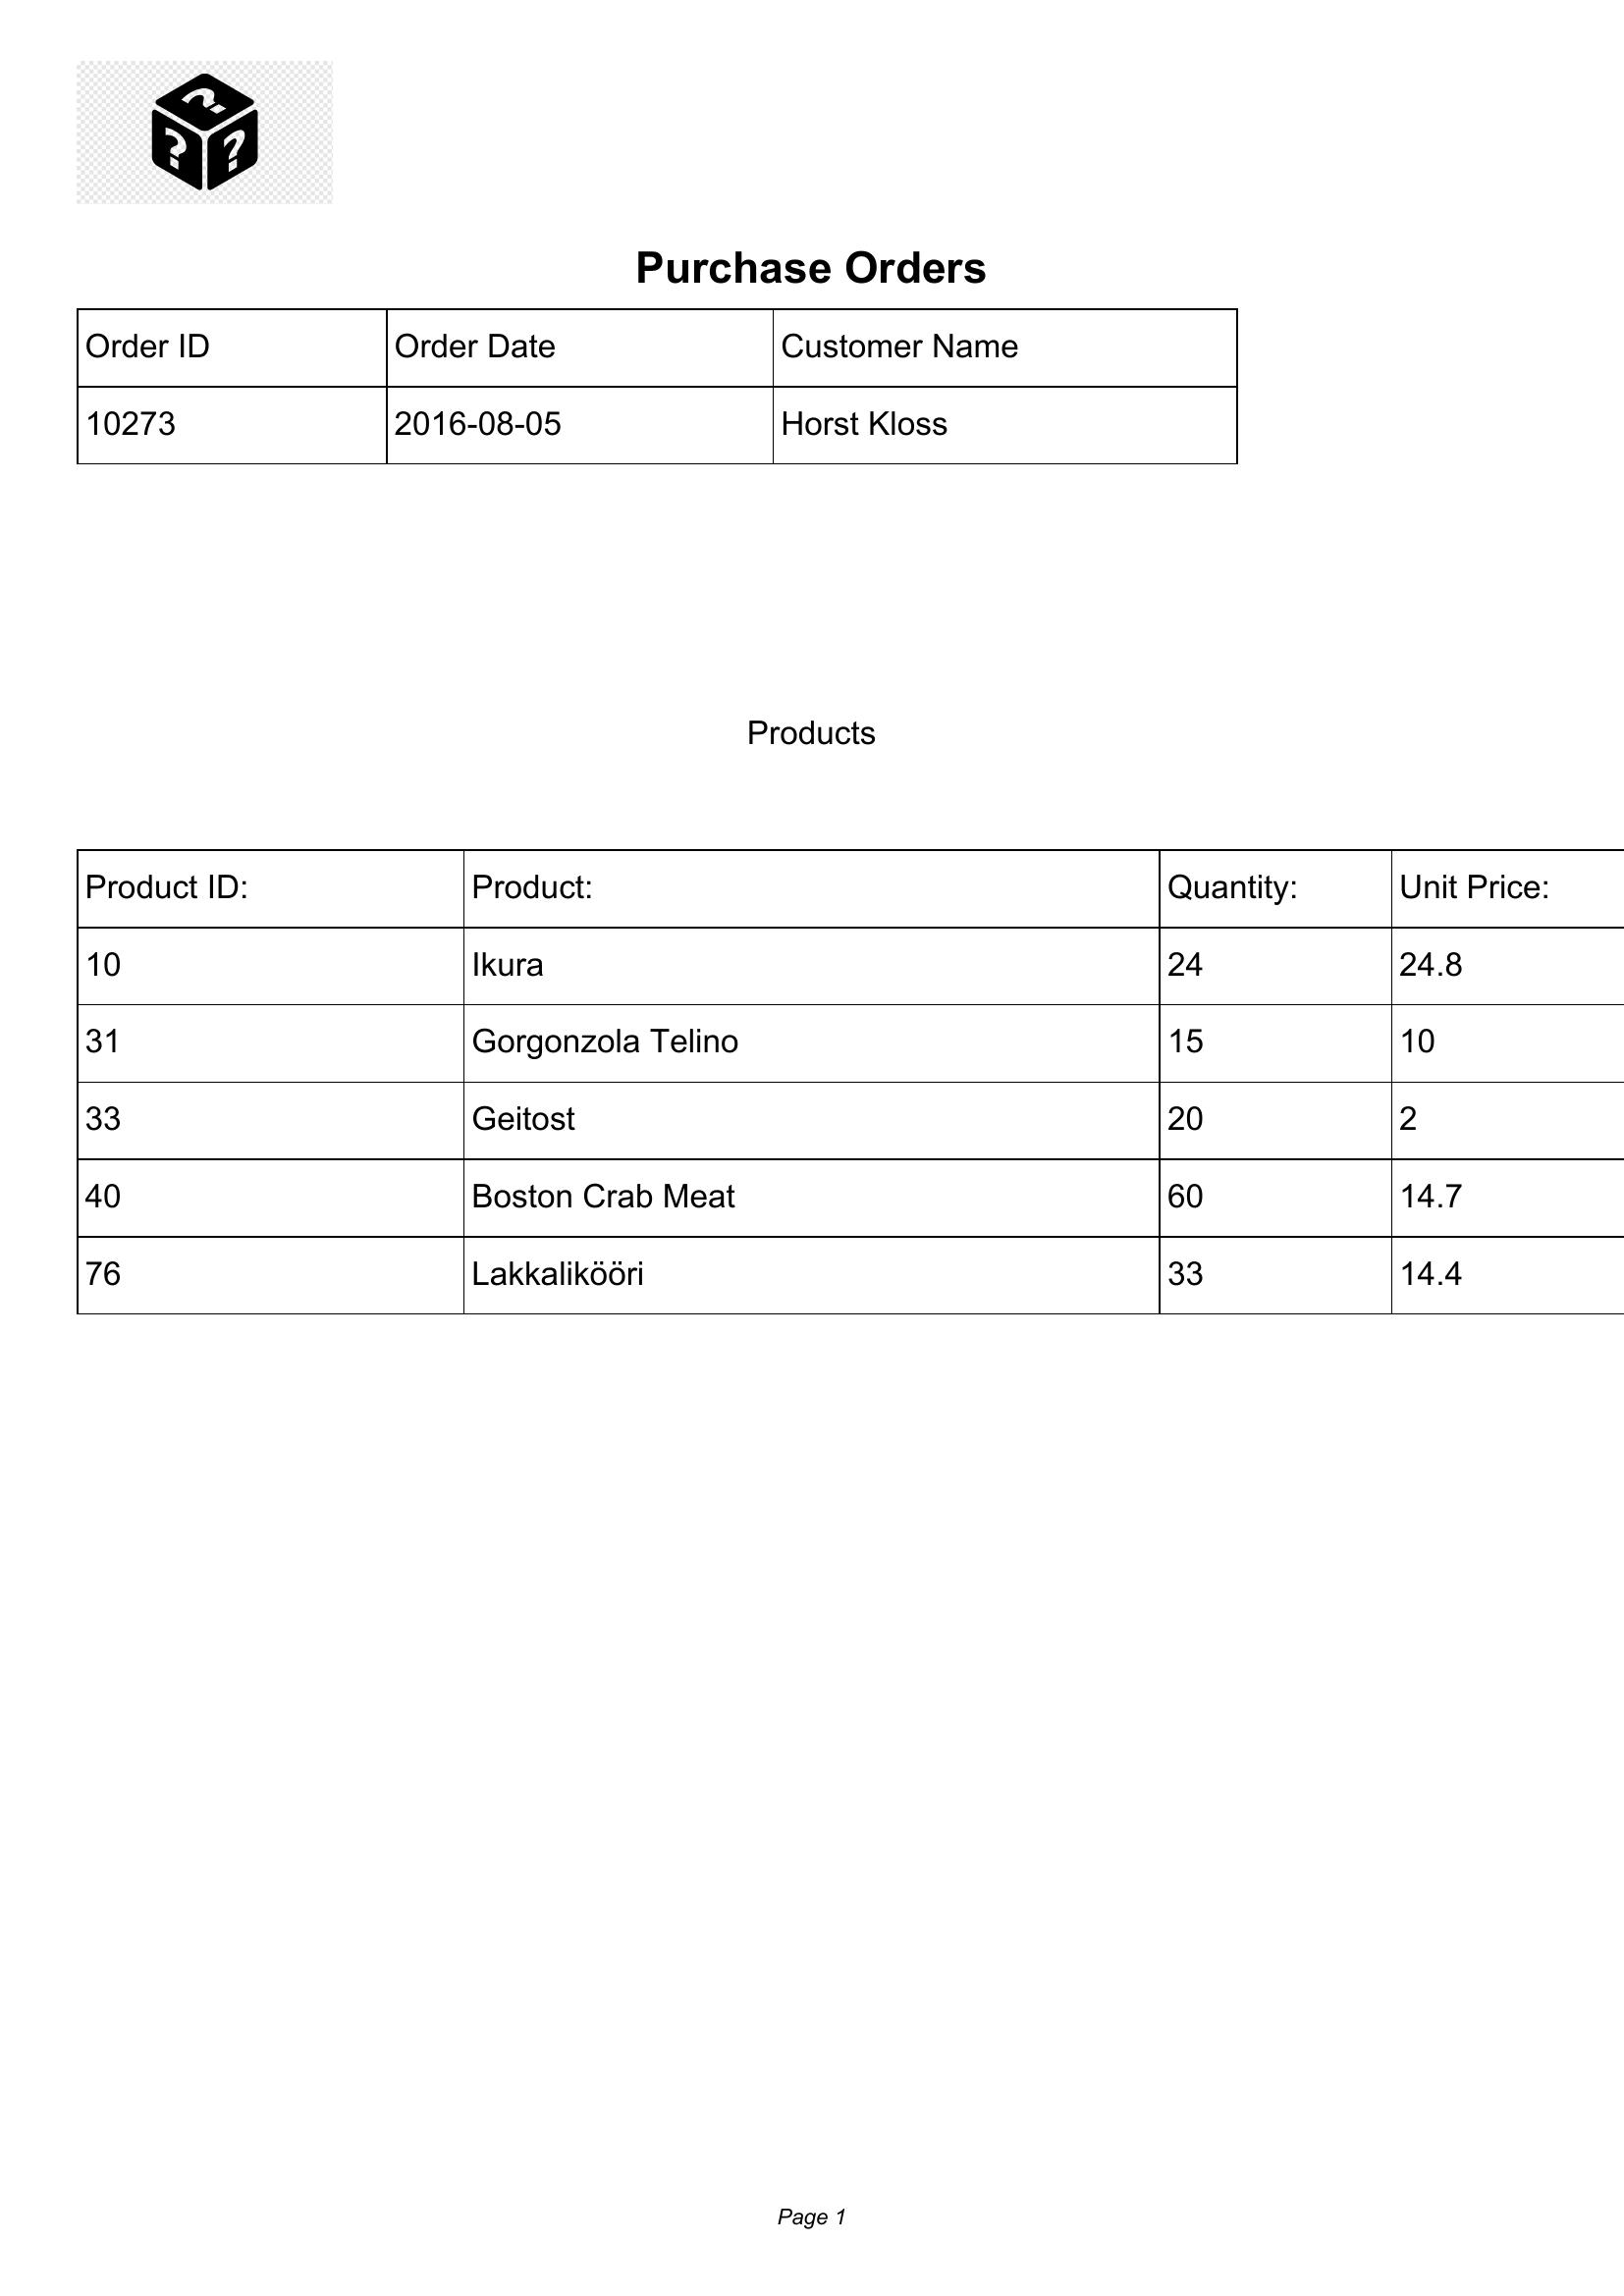 ? ? ?
Purchase Orders
Order ID Order Date Customer Name
10273 2016-08-05 Horst Kloss
Products
Product ID: Product: Quantity: Unit Price:
10 Ikura 24 24.8
31 Gorgonzola Telino 15 10
33 Geitost 20 2
40 Boston Crab Meat 60 14.7
76 Lakkalikööri 33 14.4
Page 1